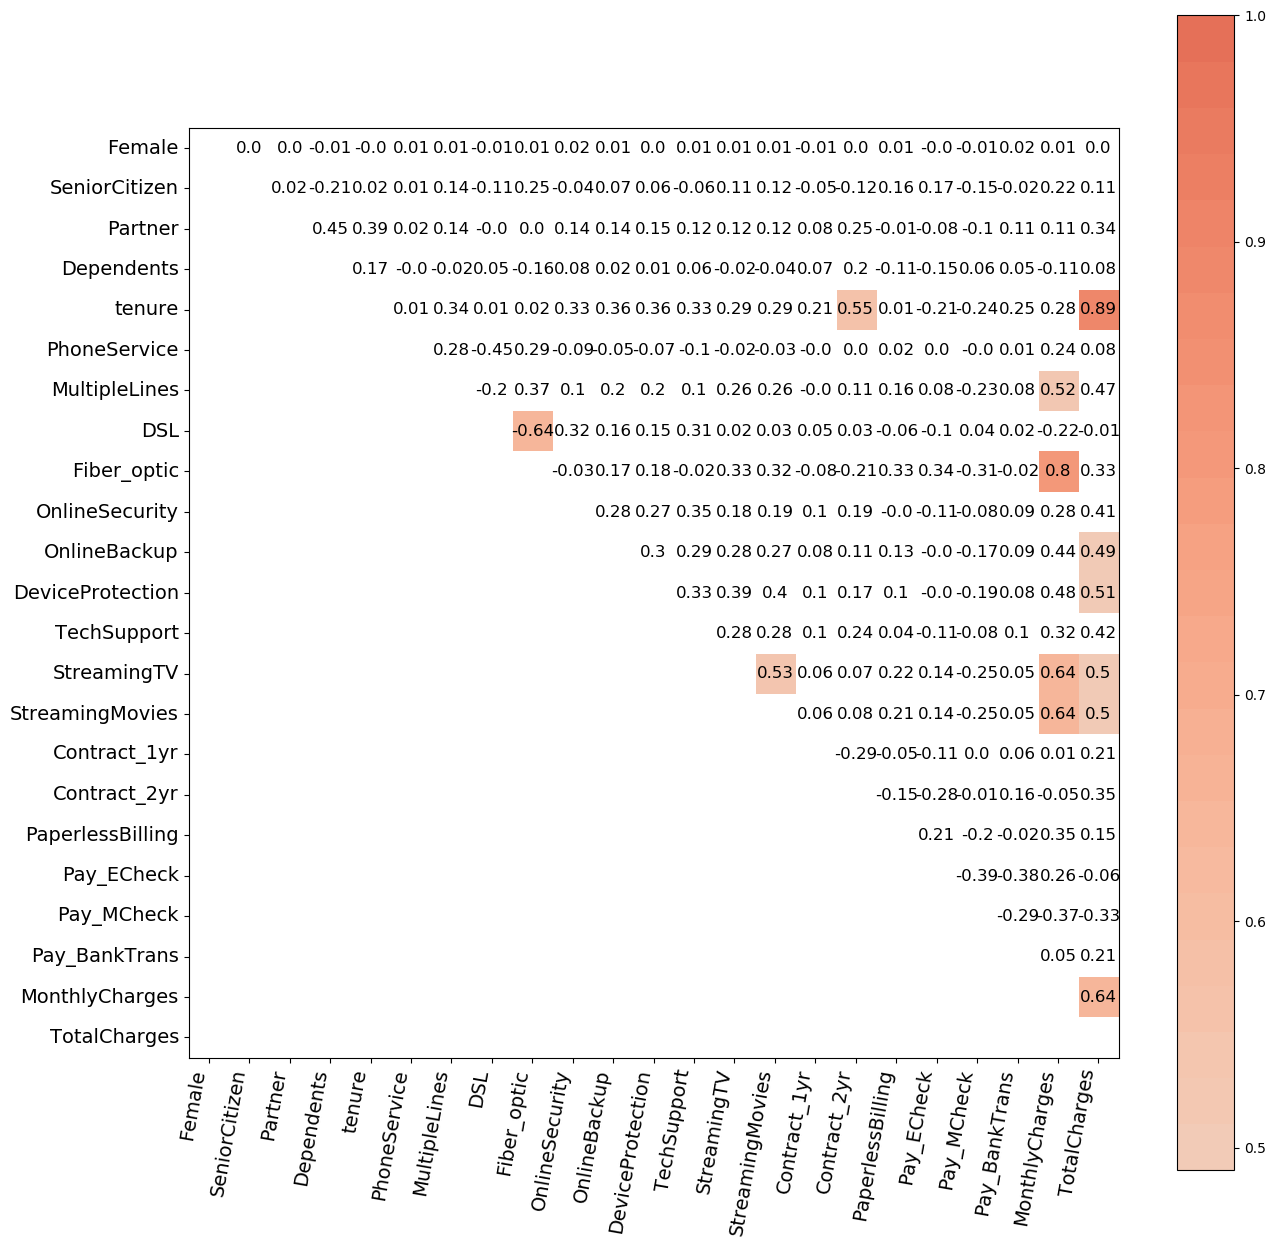 1.0
Female 0.0 0.0 -0.01 -0.0 0.01 0.01 -0.01 0.01 0.02 0.01 0.0 0.01 0.01 0.01 -0.01 0.0 0.01 -0.0 -0.01 0.02 0.01 0.0
SeniorCitizen 0.02 -0.21 0.02 0.01 0.14 -0.11 0.25 -0.04 0.07 0.06 -0.06 0.11 0.12 -0.05 -0.12 0.16 0.17 -0.15 -0.02 0.22 0.11
Partner 0.45 0.39 0.02 0.14 -0.0 0.0 0.14 0.14 0.15 0.12 0.12 0.12 0.08 0.25 -0.01 -0.08 -0.1 0.11 0.11 0.34
0.9
Dependents 0.17 -0.0 -0.02 0.05 -0.16 0.08 0.02 0.01 0.06 -0.02 -0.04 0.07 0.2 -0.11 -0.15 0.06 0.05 -0.11 0.08
tenure 0.01 0.34 0.01 0.02 0.33 0.36 0.36 0.33 0.29 0.29 0.21 0.55 0.01 -0.21 -0.24 0.25 0.28 0.89
PhoneService 0.28 -0.45 0.29 -0.09 -0.05 -0.07 -0.1 -0.02 -0.03 -0.0 0.0 0.02 0.0 -0.0 0.01 0.24 0.08
MultipleLines -0.2 0.37 0.1 0.2 0.2 0.1 0.26 0.26 -0.0 0.11 0.16 0.08 -0.23 0.08 0.52 0.47
DSL -0.64 0.32 0.16 0.15 0.31 0.02 0.03 0.05 0.03 -0.06 -0.1 0.04 0.02 -0.22 -0.01
0.8
Fiber_optic -0.03 0.17 0.18 -0.02 0.33 0.32 -0.08 -0.21 0.33 0.34 -0.31 -0.02 0.8 0.33
OnlineSecurity 0.28 0.27 0.35 0.18 0.19 0.1 0.19 -0.0 -0.11 -0.08 0.09 0.28 0.41
OnlineBackup 0.3 0.29 0.28 0.27 0.08 0.11 0.13 -0.0 -0.17 0.09 0.44 0.49
DeviceProtection 0.33 0.39 0.4 0.1 0.17 0.1 -0.0 -0.19 0.08 0.48 0.51
TechSupport 0.28 0.28 0.1 0.24 0.04 -0.11 -0.08 0.1 0.32 0.42
StreamingTV 0.53 0.06 0.07 0.22 0.14 -0.25 0.05 0.64 0.5
0.7
StreamingMovies 0.06 0.08 0.21 0.14 -0.25 0.05 0.64 0.5
Contract_1yr -0.29 -0.05 -0.11 0.0 0.06 0.01 0.21
Contract_2yr -0.15 -0.28 -0.01 0.16 -0.05 0.35
PaperlessBilling 0.21 -0.2 -0.02 0.35 0.15
Pay_ECheck -0.39 -0.38 0.26 -0.06
Pay_MCheck -0.29 -0.37 -0.33
0.6
Pay_BankTrans 0.05 0.21
MonthlyCharges 0.64
TotalCharges
Female SeniorCitizen Partner Dependents tenure PhoneService MultipleLines DSL Fiber_optic OnlineSecurity OnlineBackup DeviceProtection TechSupport StreamingTV StreamingMovies Contract_1yr Contract_2yr PaperlessBilling Pay_ECheck Pay_MCheck Pay_BankTrans MonthlyCharges TotalCharges
0.5